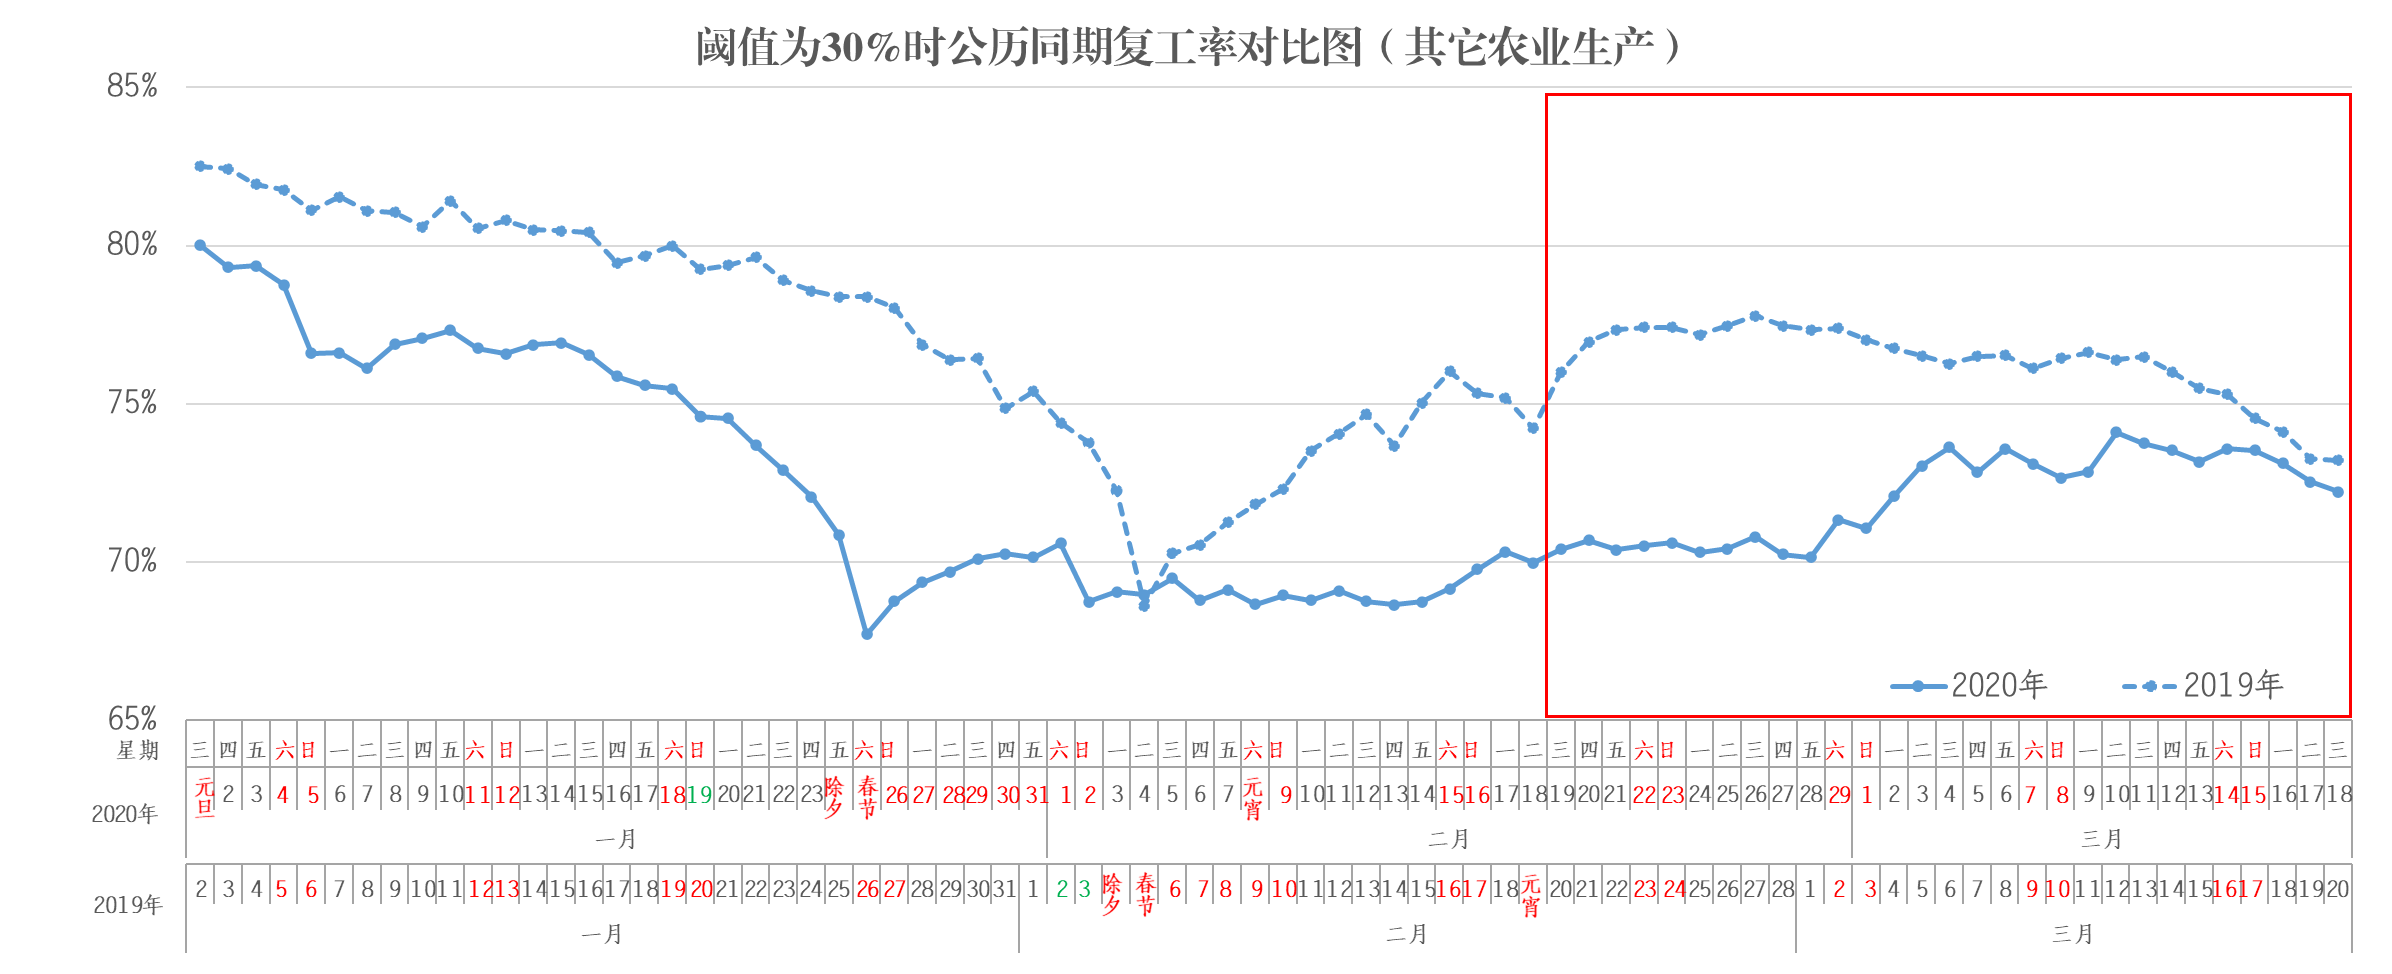 阈值为30%时公历同期复工率对比图（其它农业生产）
85%
80%
75%
70%
65%
2020年 2019年
星期 三 四 五 六 日 一 二 三 四 五 六 日 一 二 三 四 五 六 日 一 二 三 四 五 六 日 一 二 三 四 五 六 日 一 二 三 四 五 六 日 一 二 三 四 五 六 日 一 二 三 四 五 六 日 一 二 三 四 五 六 日 一 二 三 四 五 六 日 一 二 三 四 五 六 日 一 二 三
2020年 元旦 2 3 4 5 6 7 8 9 10 11 12 13 14 15 16 17 18 19 20 21 22 23 除夕 春节 26 27 28 29 30 31 1 2 3 4 5 6 7 元宵 9 10 11 12 13 14 15 16 17 18 19 20 21 22 23 24 25 26 27 28 29 1 2 3 4 5 6 7 8 9 10 11 12 13 14 15 16 17 18
一月 二月 三月
2019年 2 3 4 5 6 7 8 9 10 11 12 13 14 15 16 17 18 19 20 21 22 23 24 25 26 27 28 29 30 31 1 2 3 除夕 春节 6 7 8 9 10 11 12 13 14 15 16 17 18 元宵 20 21 22 23 24 25 26 27 28 1 2 3 4 5 6 7 8 9 10 11 12 13 14 15 16 17 18 19 20
一月 二月 三月